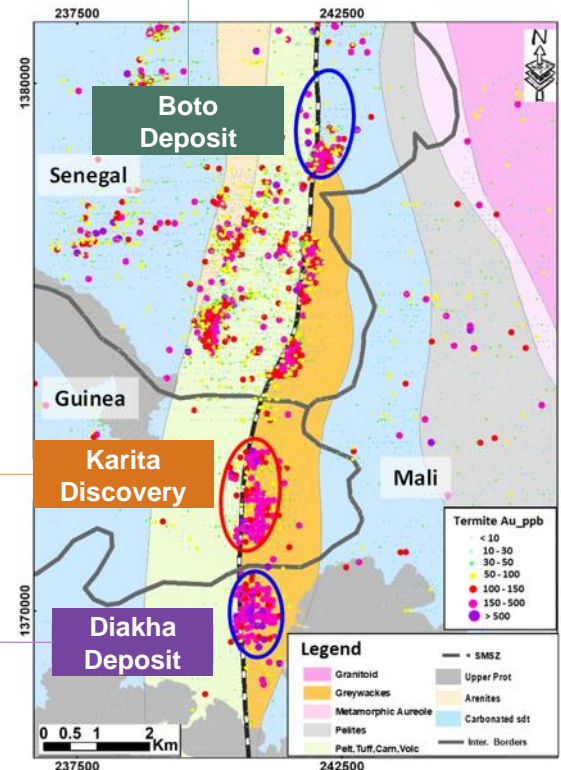 237500
242500
N
1380000
Boto
Deposit
Senegal
Guinea
Karita
Discovery
Mali
Termite Au_ppb
< 10
10 - 30
30 - 50
50 - 100
100 - 150
150 - 500
> 500
1370000
Diakha
Deposit
Legend
Granitoid
Greywackes
Metamorphic Aureole
Pelites
Pelt,Tuff,Carn,Volc
SMSZ
Upper Prot
Arenites
Carbonated sdt
Inter. Borders
0 0.5 1 2
Km
237500
242500